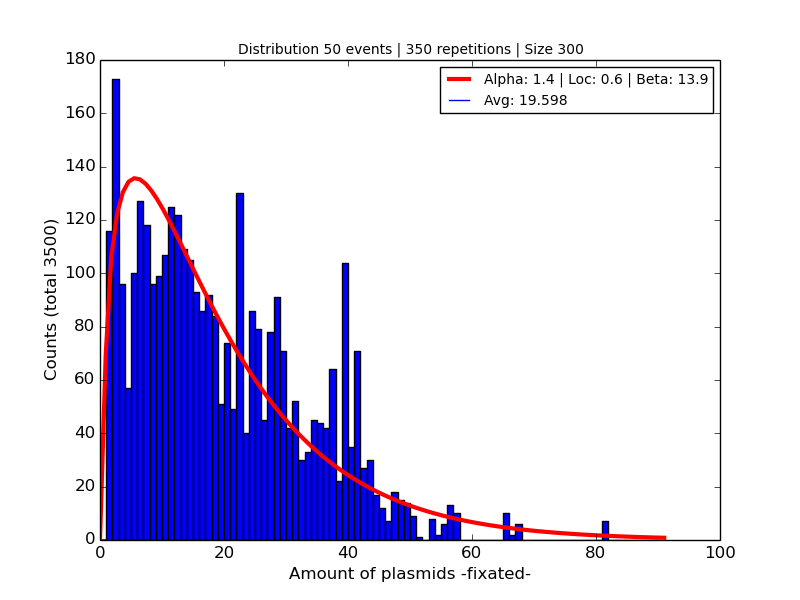 Distribution 50 events | 350 repetitions | Size 300
Alpha: 1.4 | Loc: 0.6 | Beta: 13.9
Avg: 19.598
180
160
140
120
100
80
60
40
20
0
Counts (total 3500)
0 20 40 60 80 100
Amount of plasmids -fixated-